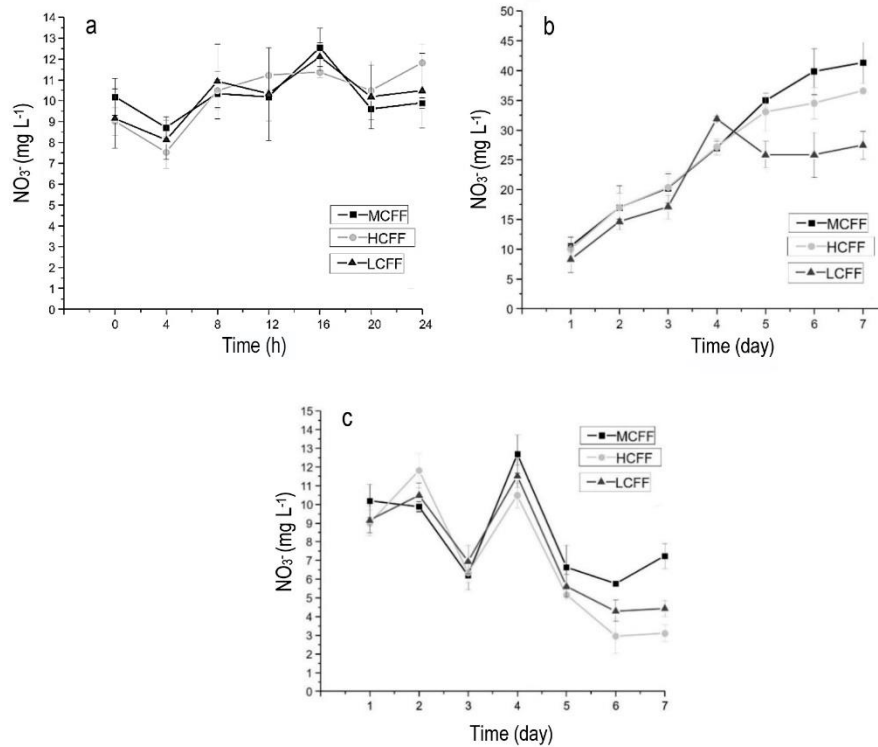 a
NO₃⁻ (mg L⁻¹)
14
13
12
11
10
9
8
7
6
5
4
3
2
1
0
MCFF
HCFF
LCFF
0 4 8 12 16 20 24
Time (h)
b
NO₃⁻ (mg L⁻¹)
50
45
40
35
30
25
20
15
10
5
0
MCFF
HCFF
LCFF
1 2 3 4 5 6 7
Time (day)
c
NO₃⁻ (mg L⁻¹)
15
14
13
12
11
10
9
8
7
6
5
4
3
2
1
0
MCFF
HCFF
LCFF
1 2 3 4 5 6 7
Time (day)